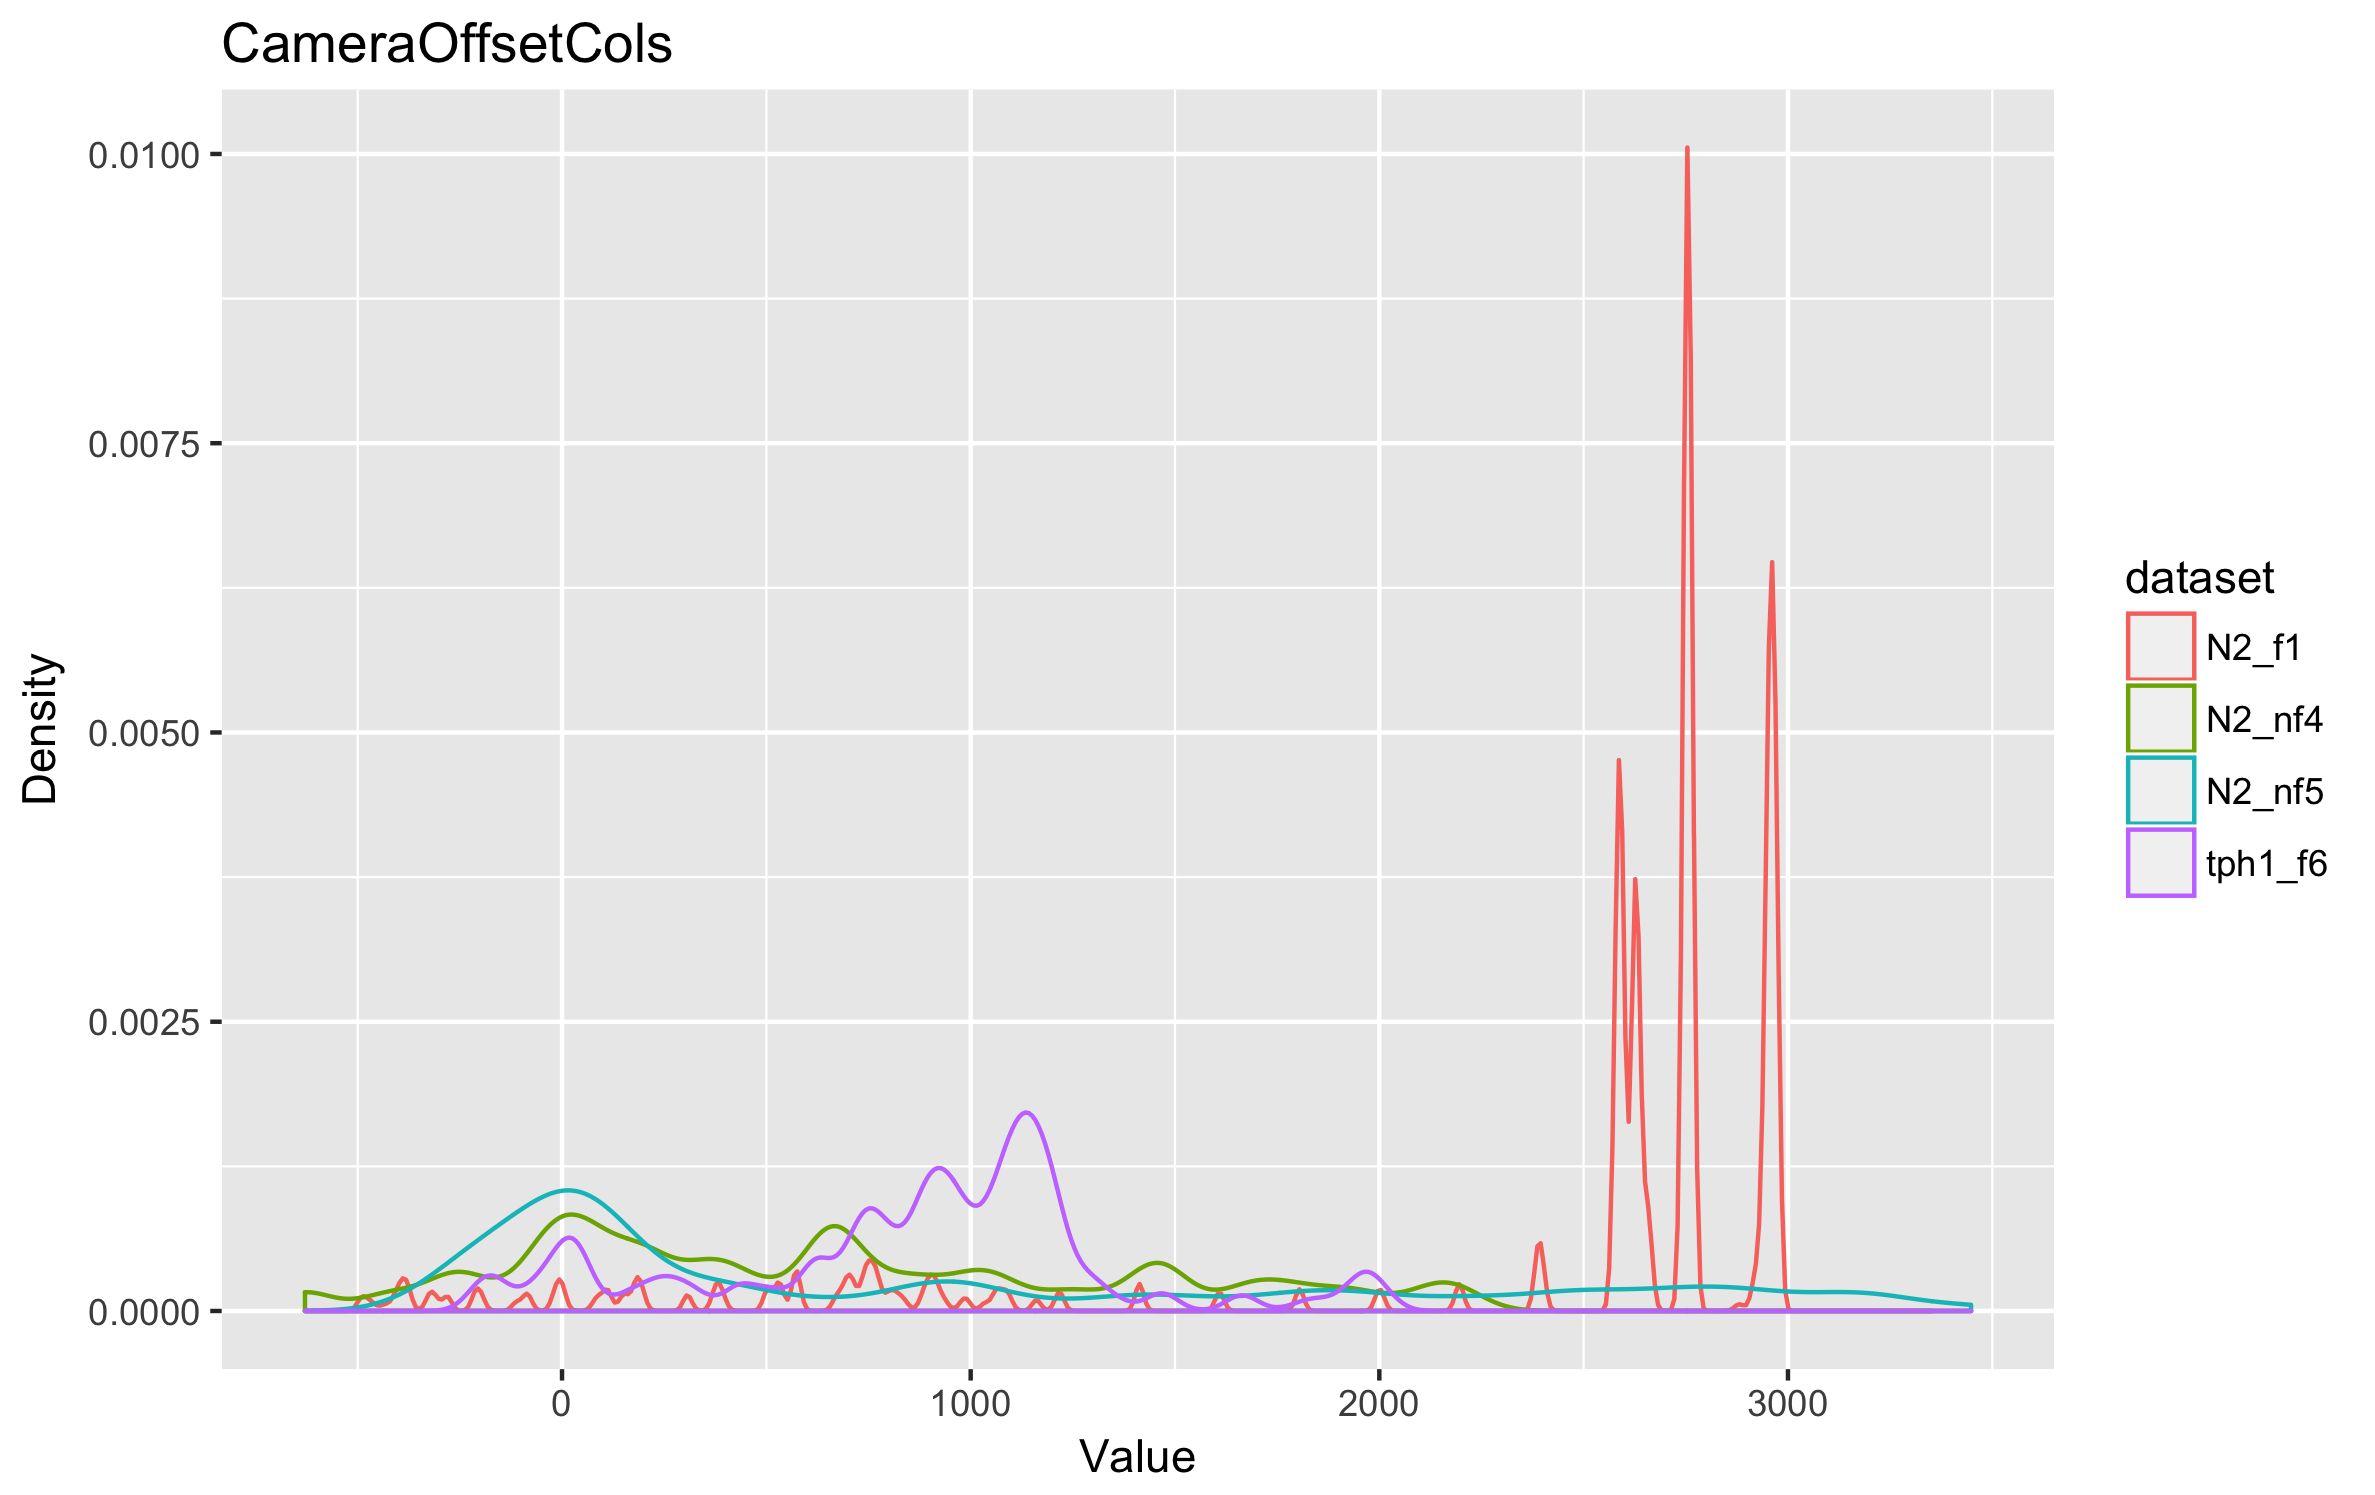 CameraOffsetCols
0.0100
0.0075
0.0050
0.0025
0.0000
Density
0 1000 2000 3000
Value
dataset
N2_f1
N2_nf4
N2_nf5
tph1_f6